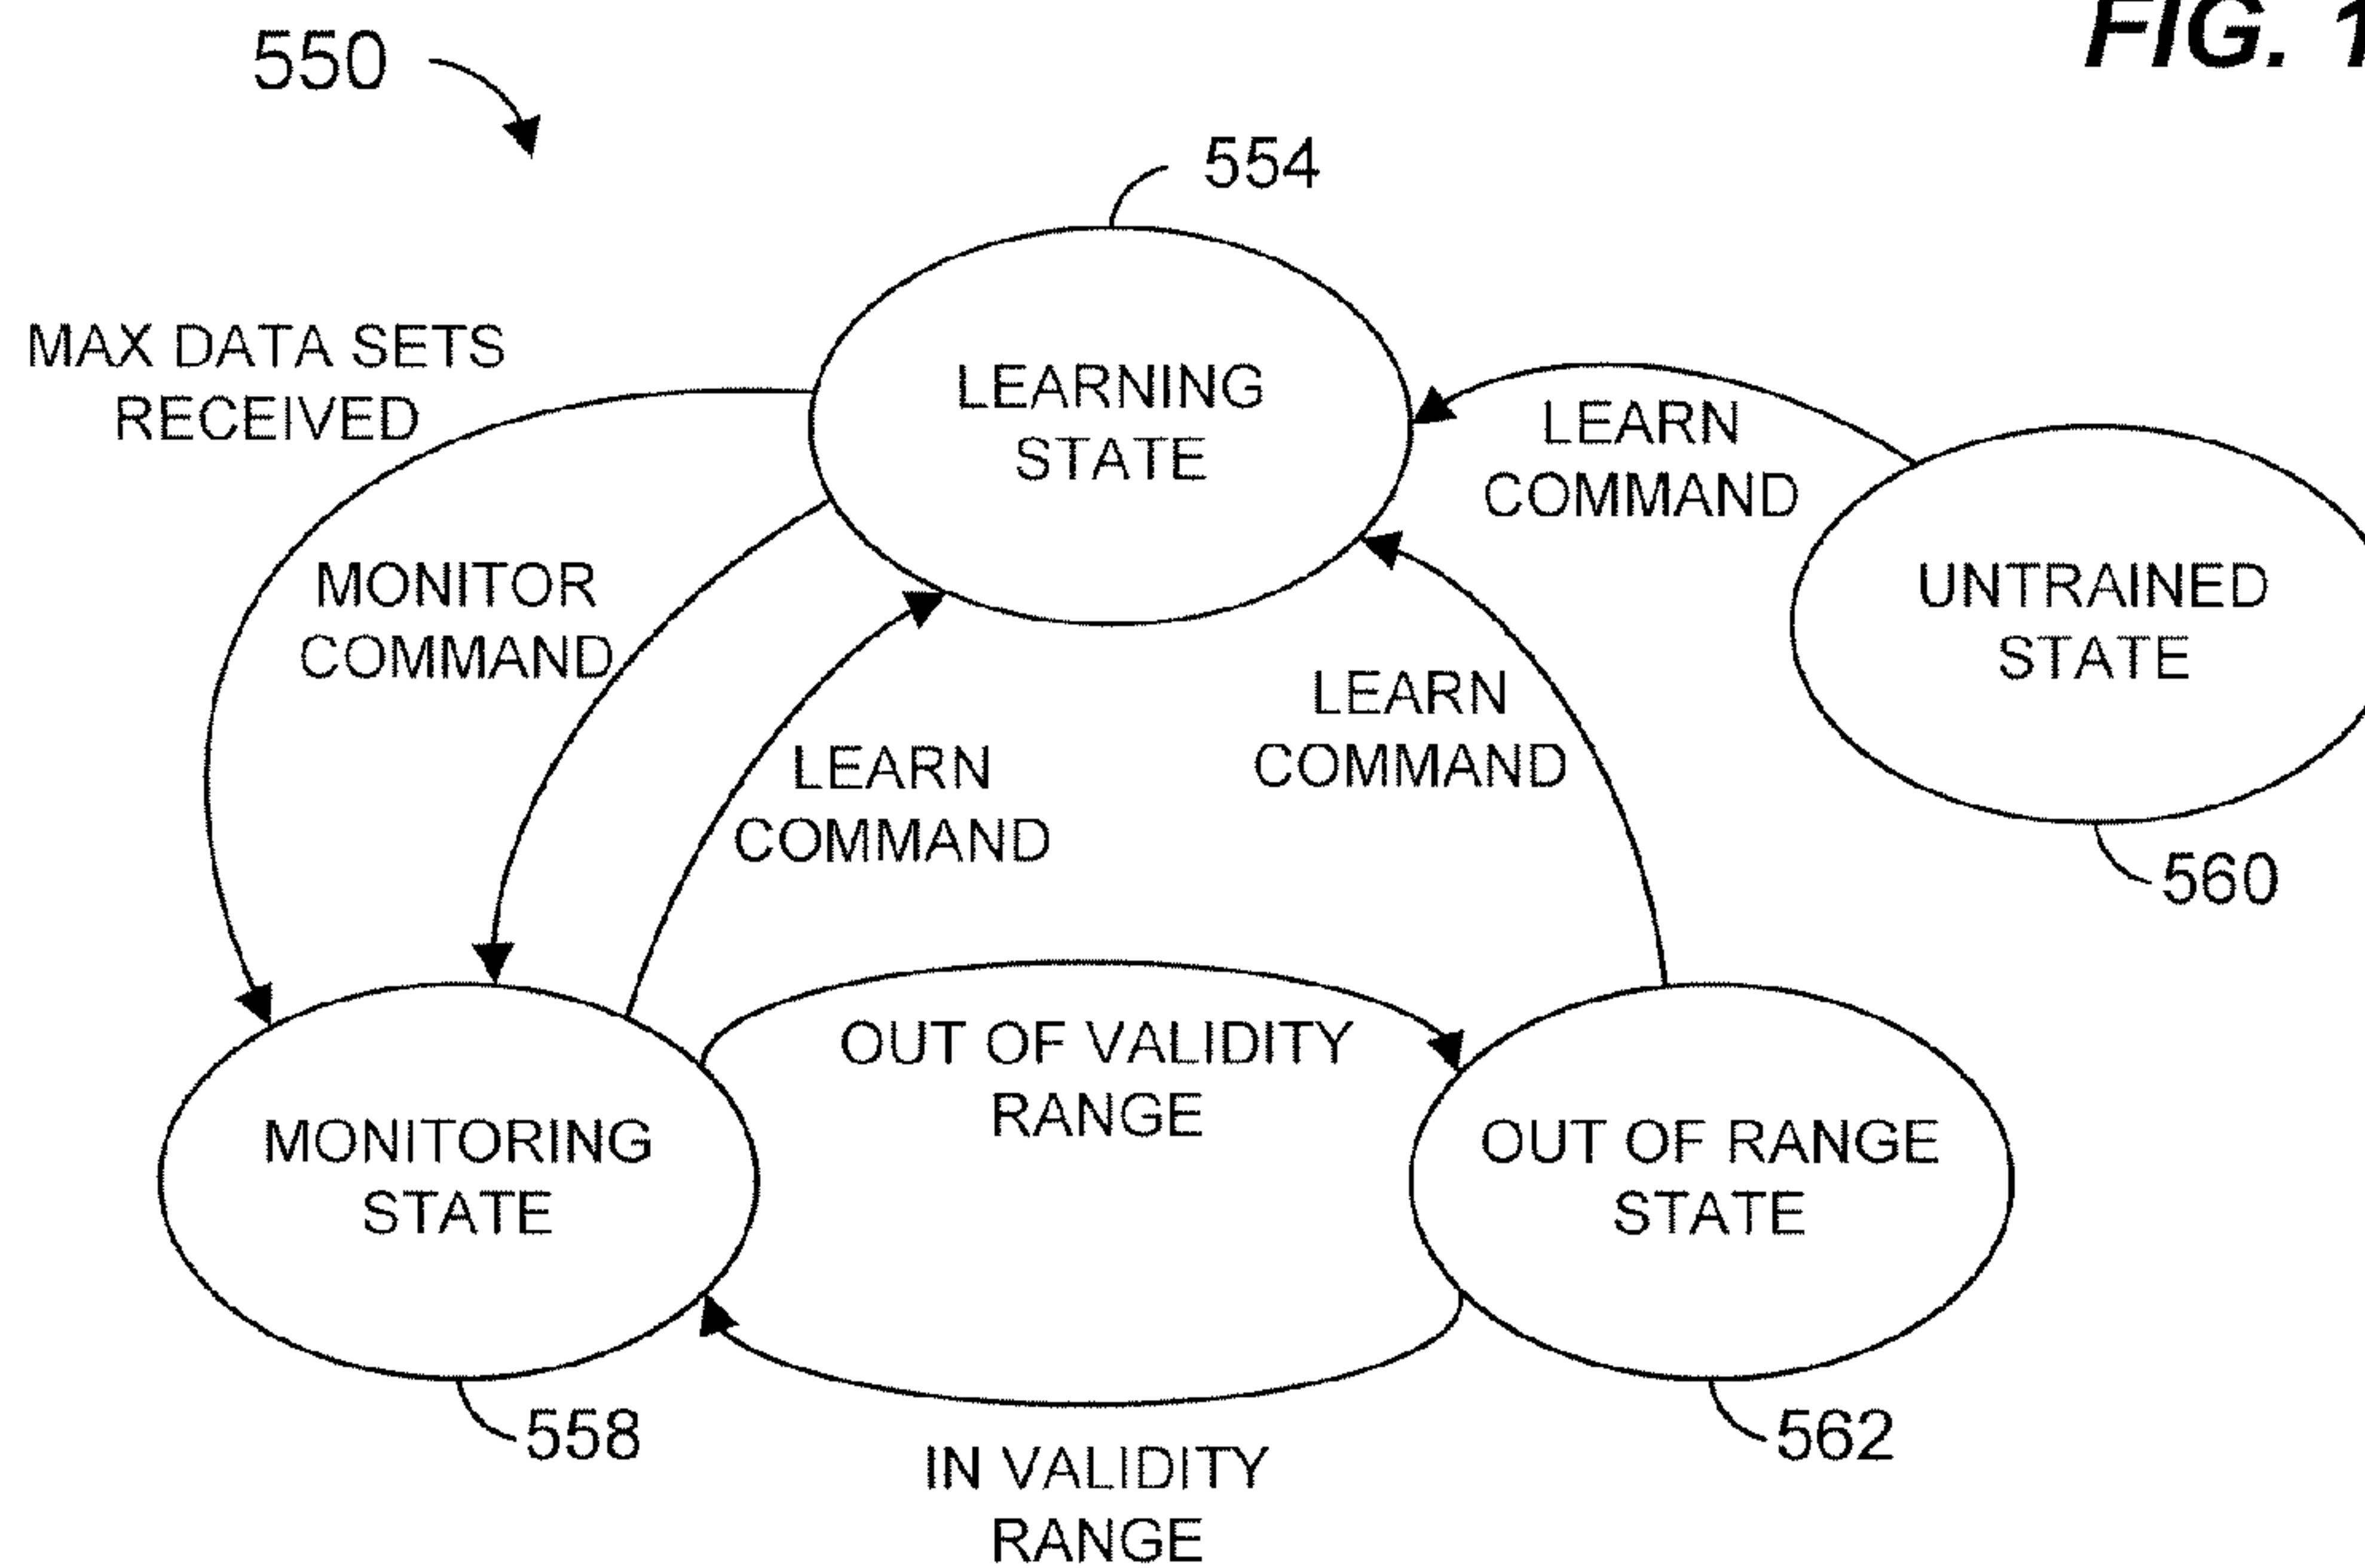 FIG. 1
550
554
MAX DATA SETS
RECEIVED
LEARNING
STATE
LEARN
COMMAND
MONITOR
COMMAND
UNTRAINED
STATE
LEARN
COMMAND
LEARN
COMMAND
560
OUT OF VALIDITY
RANGE
MONITORING
STATE
OUT OF RANGE
STATE
558
562
IN VALIDITY
RANGE